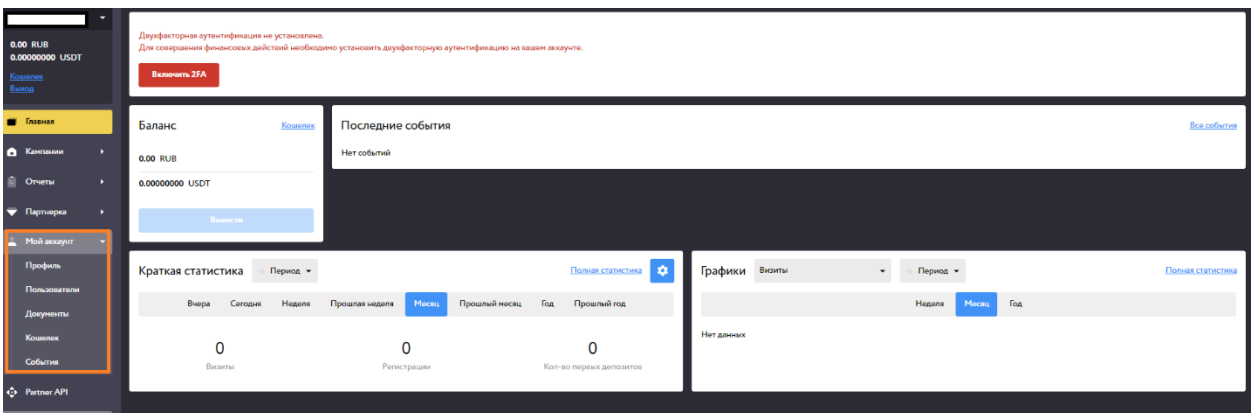 0.00 RUB
0.00000000 USDT
Кошелек
Выход
Главная
Кампании
Отчеты
Партнерка
Мой аккаунт
Профиль
Пользователи
Документы
Кошелек
События
Partner API
Двухфакторная аутентификация не установлена.
Для совершения финансовых действий необходимо установить двухфакторную аутентификацию на вашем аккаунте.
Включить 2FA
Баланс Кошелек
0.00 RUB
0.00000000 USDT
Вывести
Последние события Все события
Нет событий
Краткая статистика Период Полная статистика
Вчера Сегодня Неделя Прошлая неделя Месяц Прошлый месяц Год Прошлый год
0 0 0
Визиты Регистрации Кол-во первых депозитов
Графики Визиты Период Полная статистика
Неделя Месяц Год
Нет данных